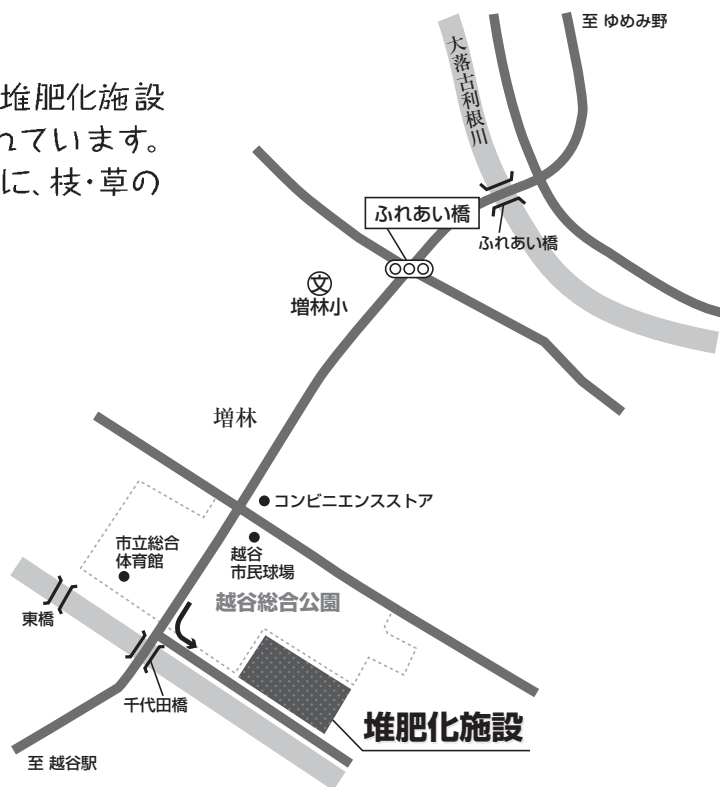 堆肥化施設
れています。
に、枝・草の
至 ゆめみ野
大落古利根川
ふれあい橋
ふれあい橋
文
増林小
増林
コンビニエンスストア
市立総合
体育館
越谷
市民球場
越谷総合公園
東橋
千代田橋
堆肥化施設
至 越谷駅